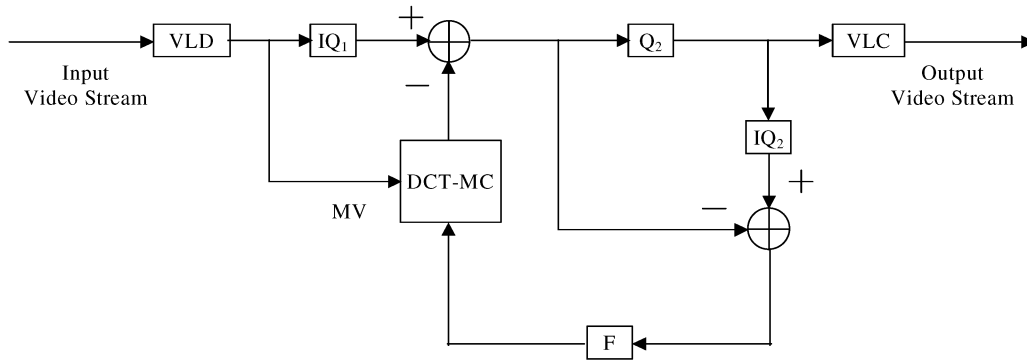 VLD
IQ₁
+
Q₂
VLC
Input
Video Stream
−
Output
Video Stream
IQ₂
DCT-MC
+
MV
−
F